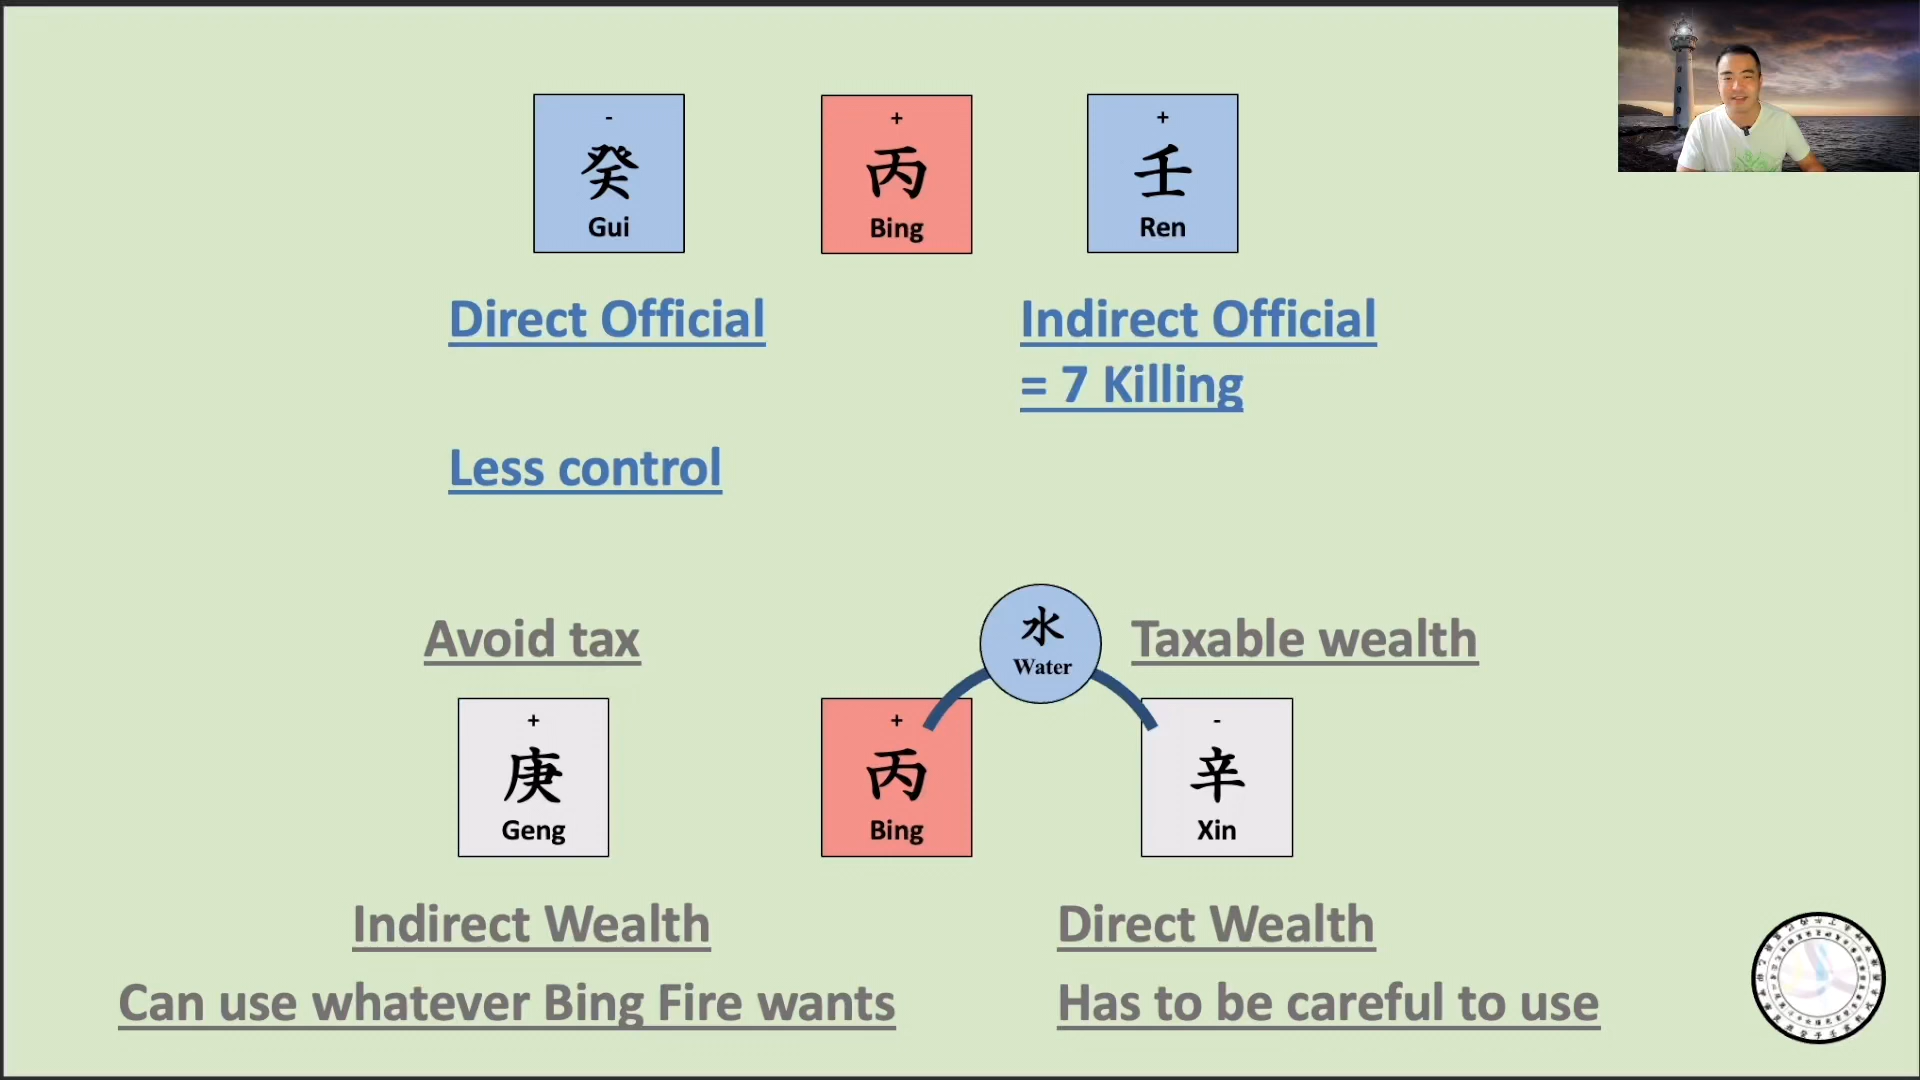 -
癸
Gui
+
丙
Bing
+
壬
Ren
Direct Official
Indirect Official
= 7 Killing
Less control
Avoid tax
水
Water
Taxable wealth
+
庚
Geng
+
丙
Bing
-
辛
Xin
Indirect Wealth
Direct Wealth
Can use whatever Bing Fire wants
Has to be careful to use